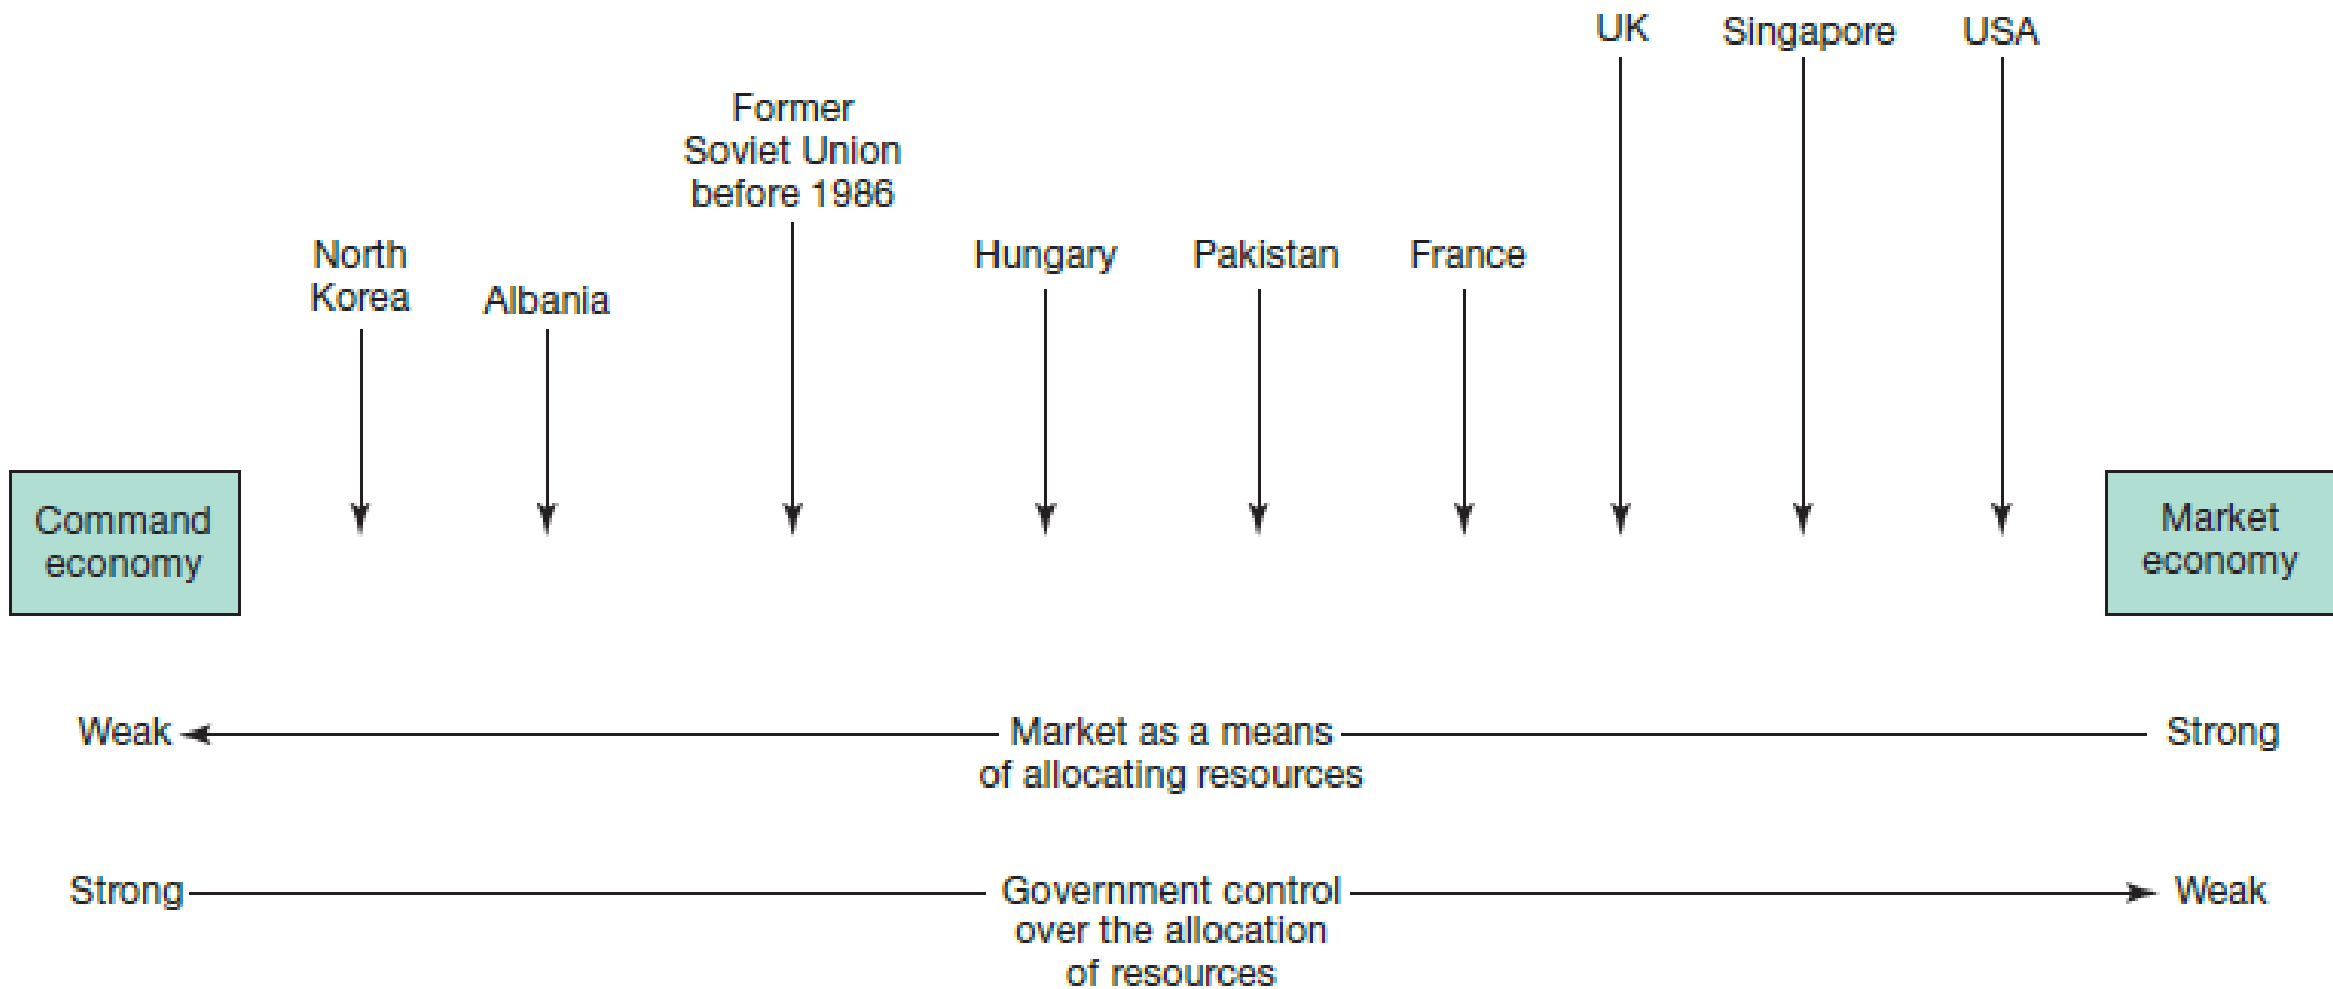 UK
Singapore
USA
Former
Soviet Union
before 1986
North
Korea
Albania
Hungary
Pakistan
France
Command
economy
Market
economy
Weak
Market as a means
of allocating resources
Strong
Strong
Government control
over the allocation
of resources
Weak